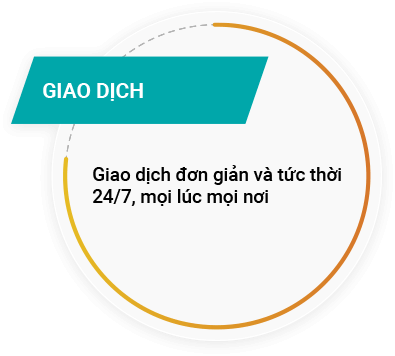 GIAO DỊCH
Giao dịch đơn giản và tức thời
24/7, mọi lúc mọi nơi